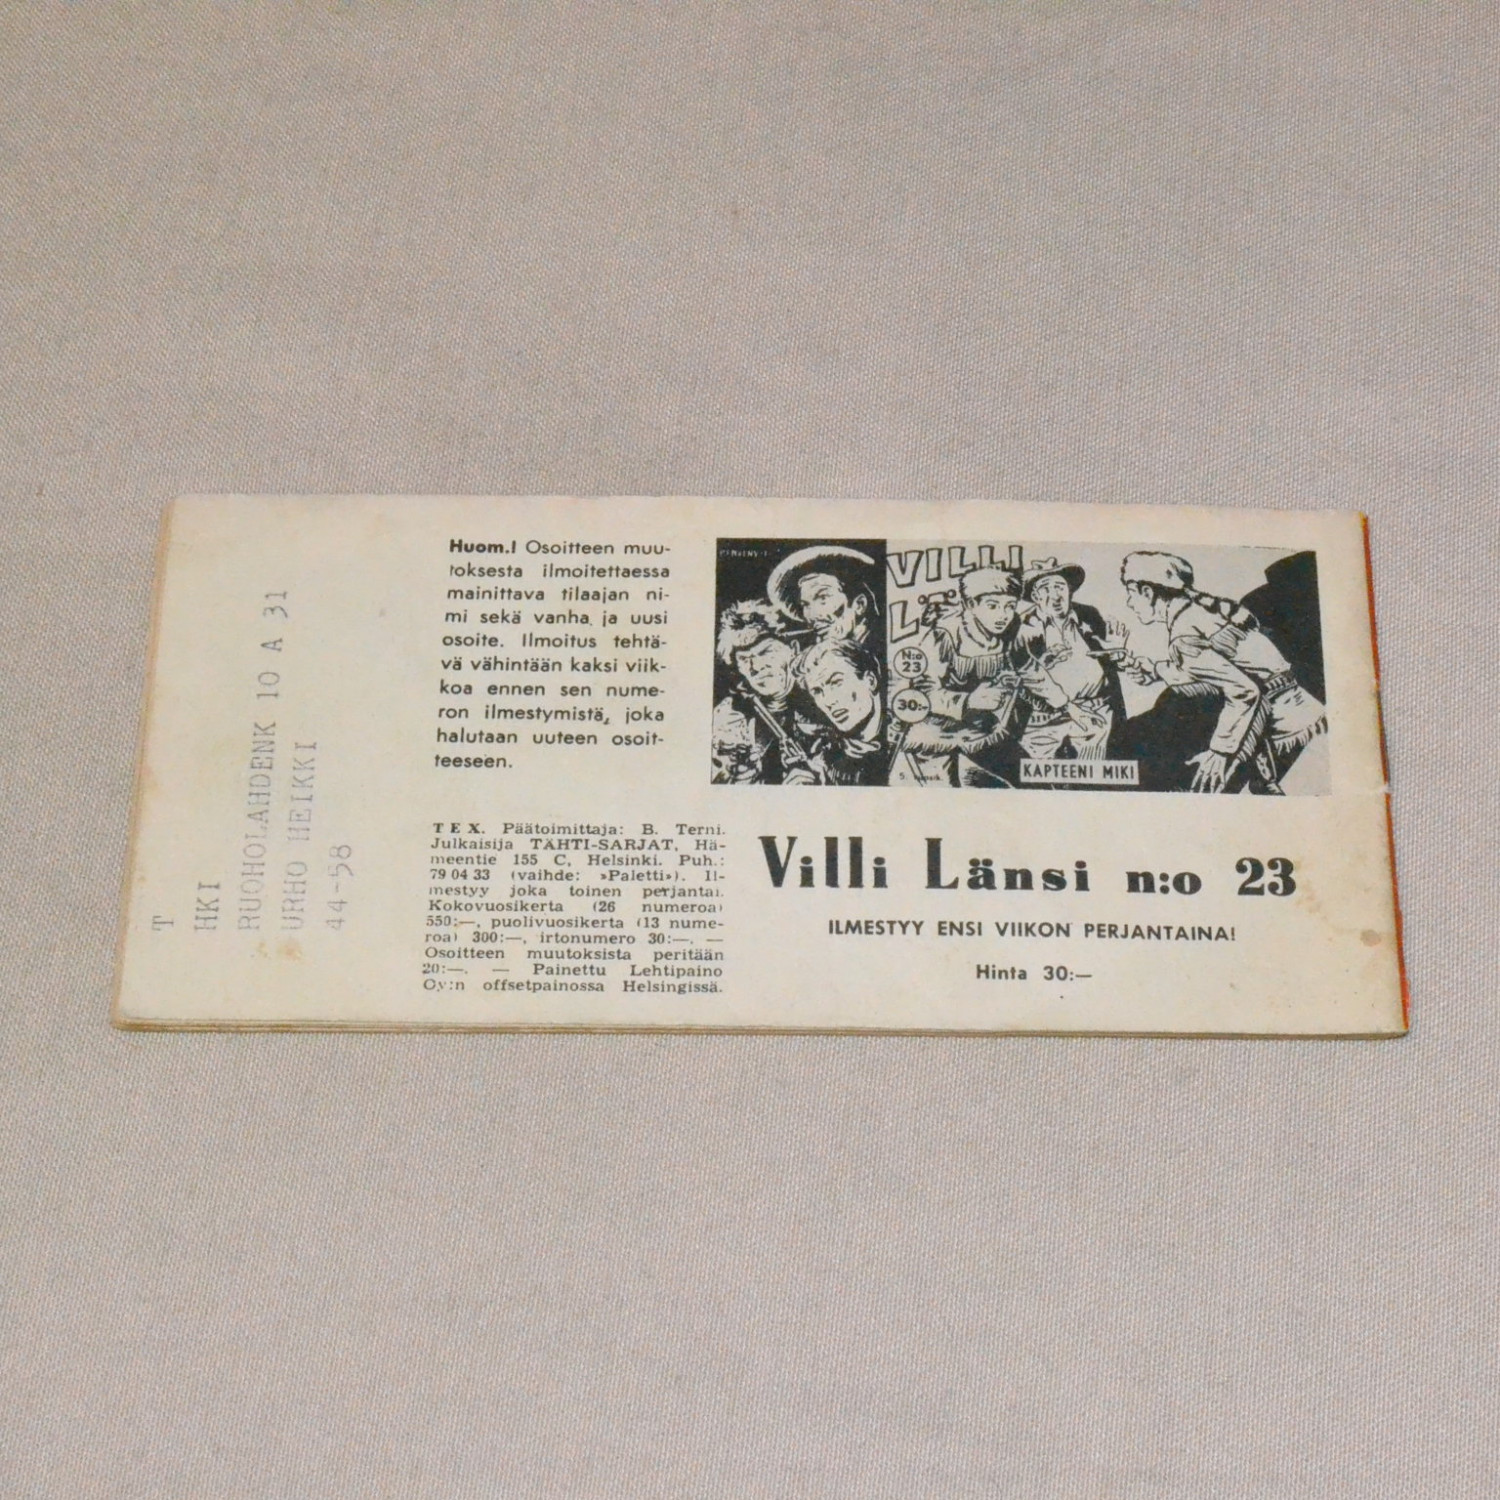 T
HKI
RUOHOLAHDENK 10 A 31
URHO HEIKKI
44-58
Huom.! Osoitteen muu-
toksesta ilmoitettaessa
mainittava tilaajan ni-
mi sekä vanha ja uusi
osoite. Ilmoitus tehtä-
vä vähintään kaksi viik-
koa ennen sen nume-
ron ilmestymistä, joka
halutaan uuteen osoit-
teeseen.
TEX. Päätoimittaja: B. Terni.
Julkaisija TÄHTI-SARJAT, Hä-
meentie 155 C, Helsinki. Puh.:
79 04 33 (vaihde: »Paletti»). Il-
mestyy joka toinen perjantai.
Kokovuosikerta (26 numeroa)
550:—, puolivuosikerta (13 nume-
roa) 300:—, irtonumero 30:—. —
Osoitteen muutoksista peritään
20:—. — Painettu Lehtipaino
Oy:n offsetpainossa Helsingissä.
VILLI
N:o
23
30:-
KAPTEENI MIKI
Villi Länsi n:o 23
ILMESTYY ENSI VIIKON PERJANTAINA!
Hinta 30:—